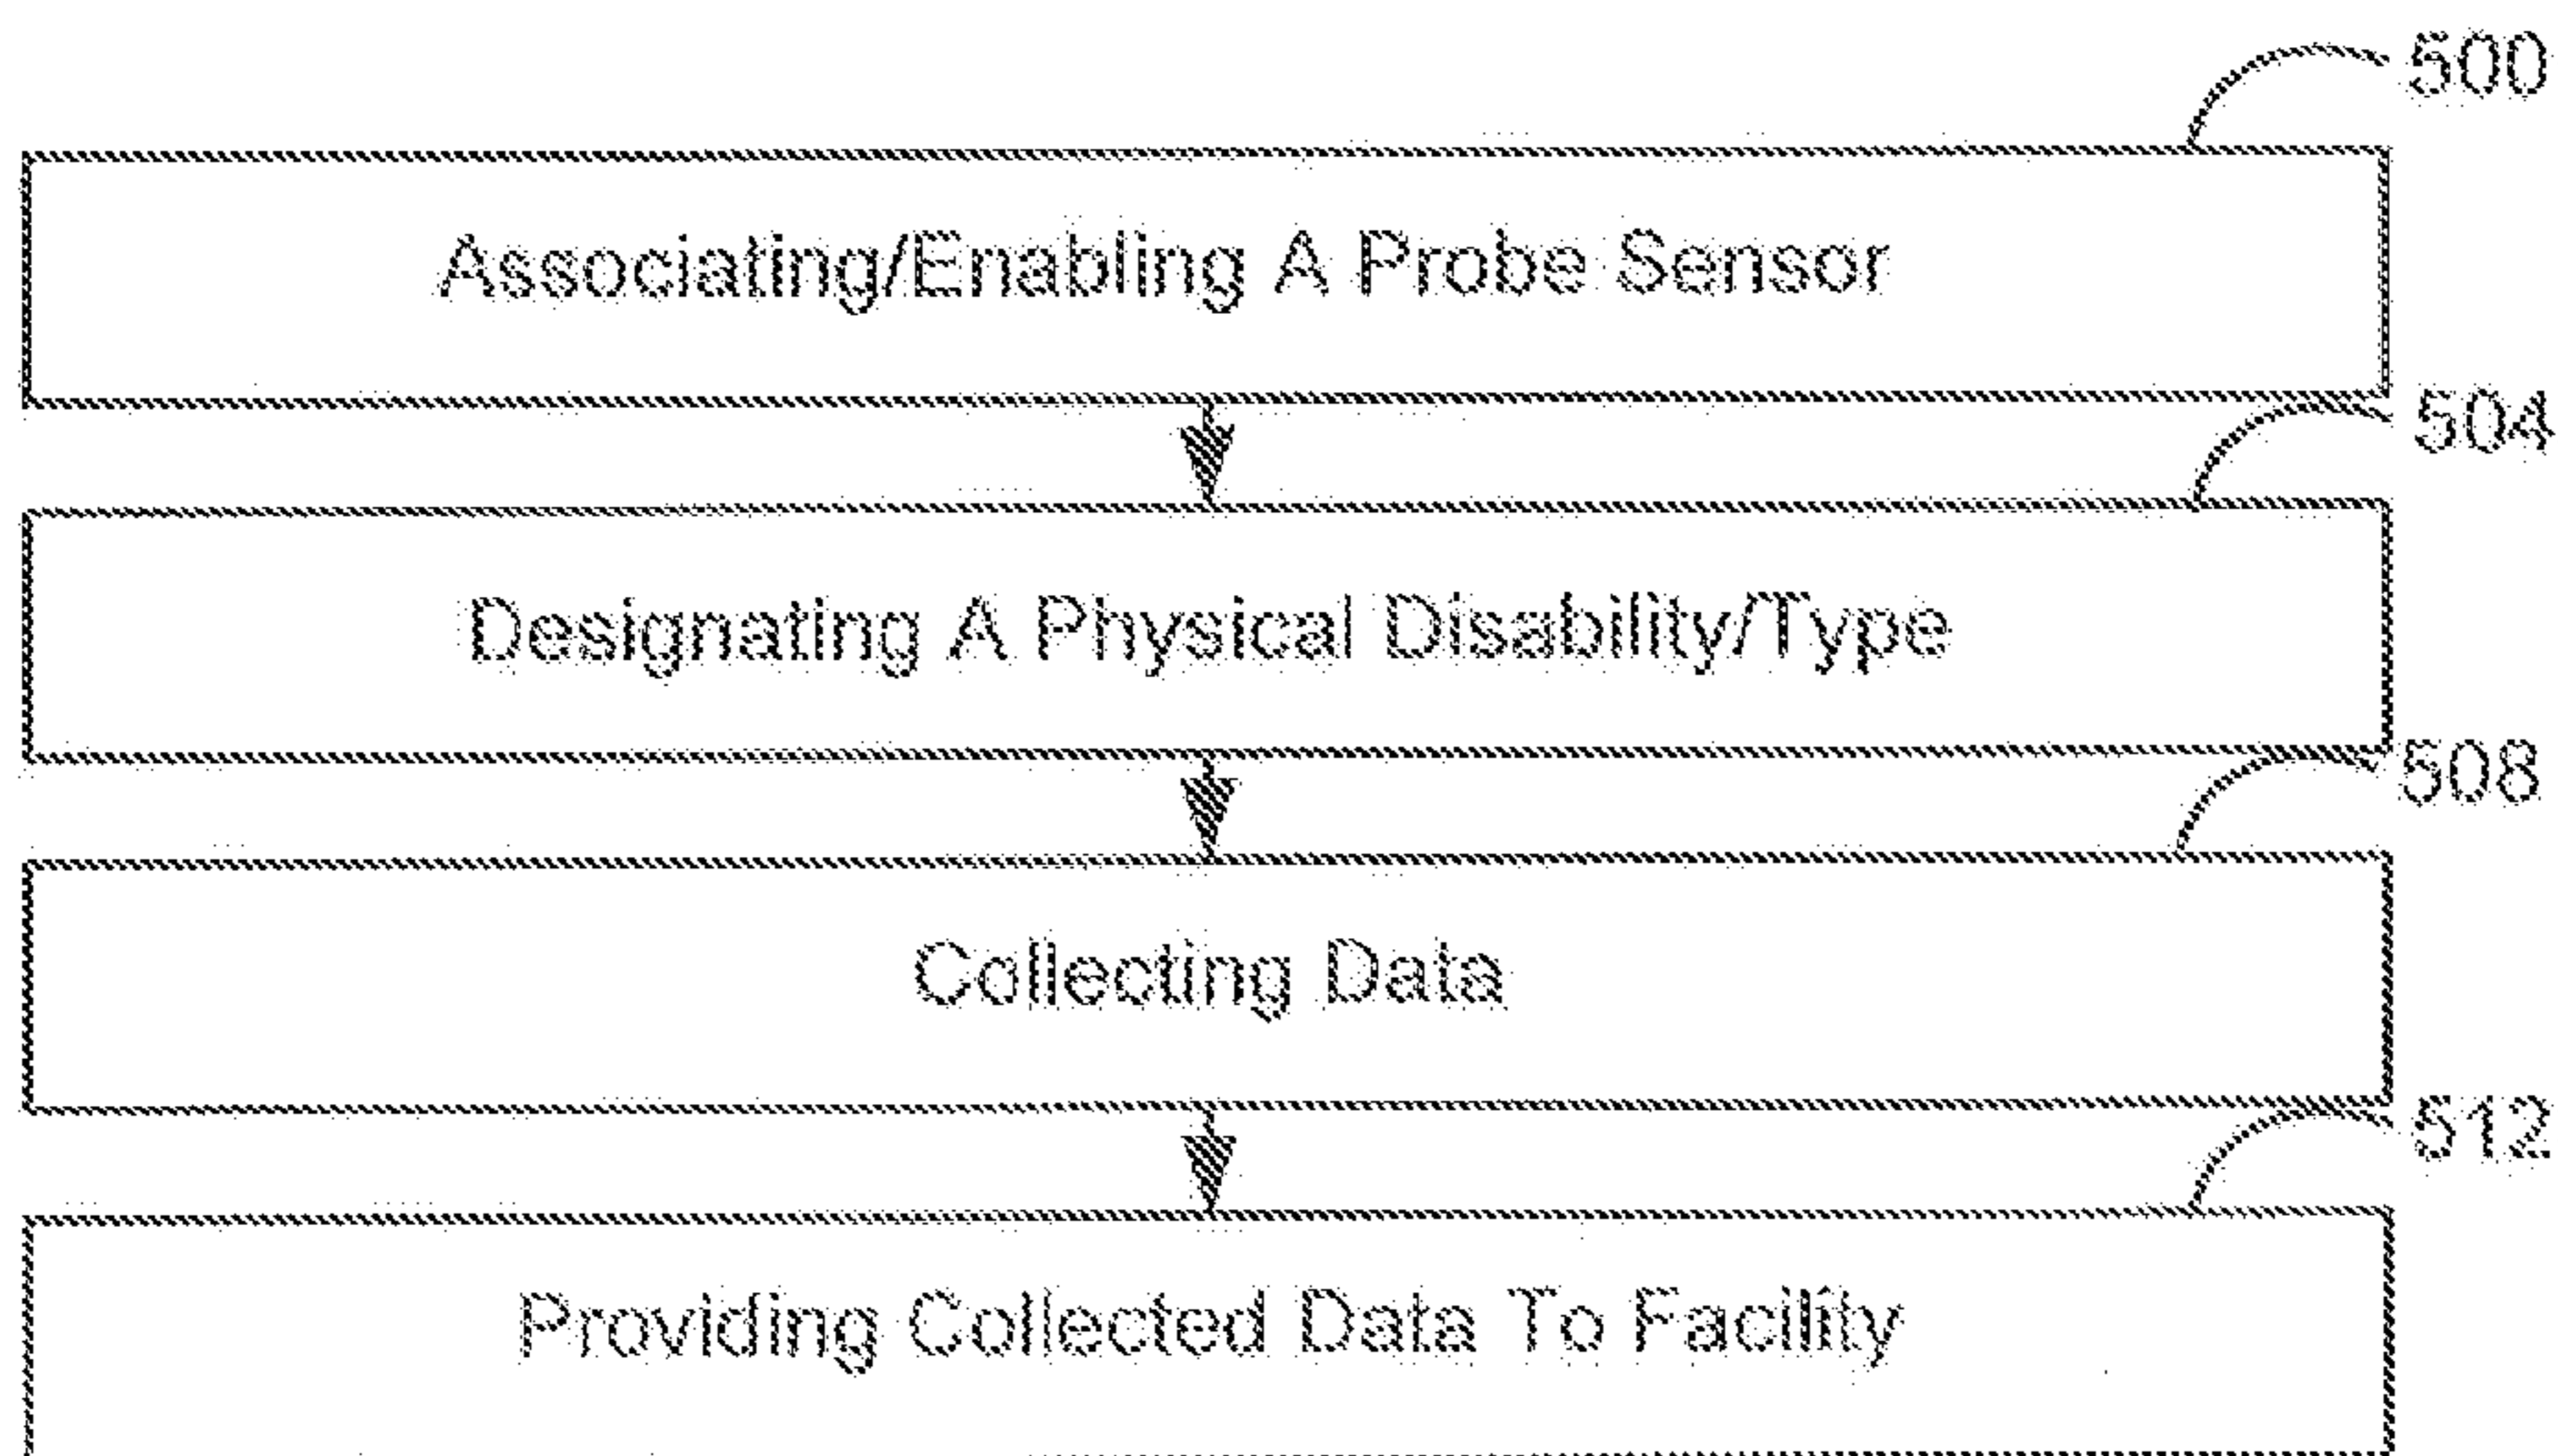 500
Associating/Enabling A Probe Sensor
504
Designating A Physical Disability/Type
508
Collecting Data
512
Providing Collected Data To Facility